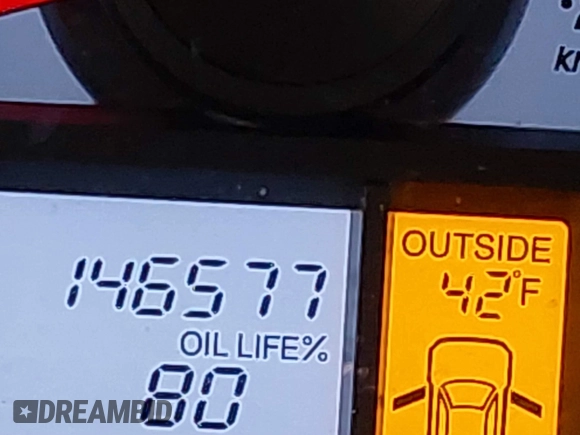 146577
OIL LIFE%
80
OUTSIDE
42°F
DREAMBID